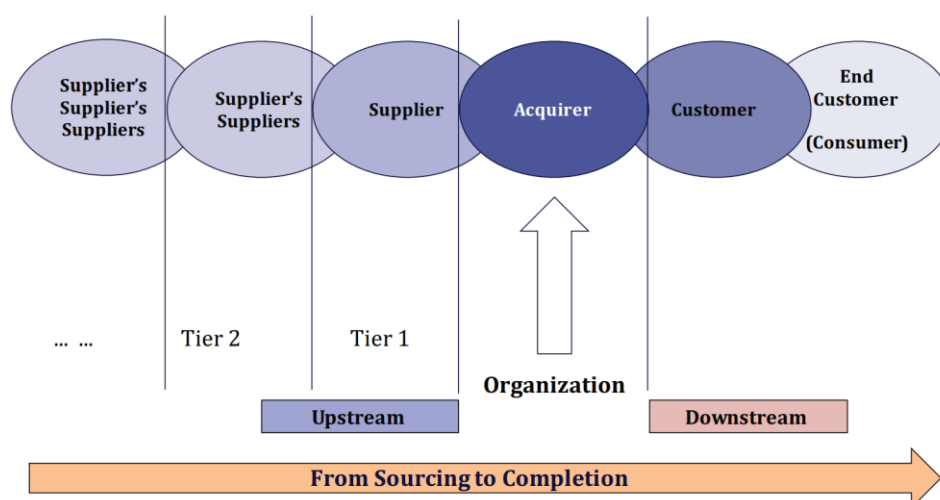 Supplier's
Supplier's
Suppliers
Supplier's
Suppliers
Supplier
Acquirer
Customer
End
Customer
(Consumer)
... ...
Tier 2
Tier 1
Organization
Upstream
Downstream
From Sourcing to Completion